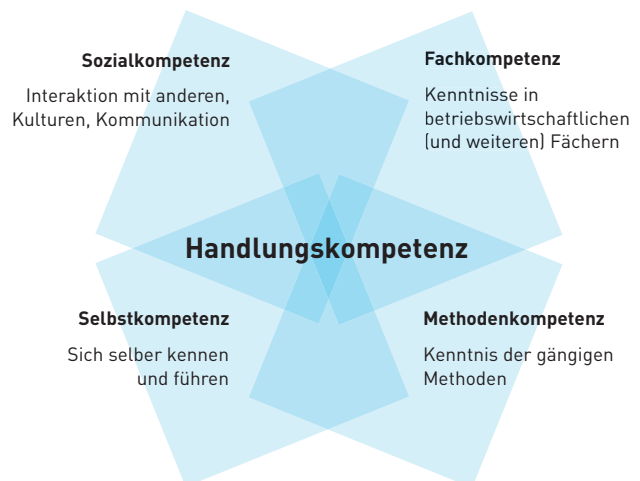 Sozialkompetenz
Interaktion mit anderen,
Kulturen, Kommunikation
Fachkompetenz
Kenntnisse in
betriebswirtschaftlichen
(und weiteren) Fächern
Handlungskompetenz
Selbstkompetenz
Sich selber kennen
und führen
Methodenkompetenz
Kenntnis der gängigen
Methoden